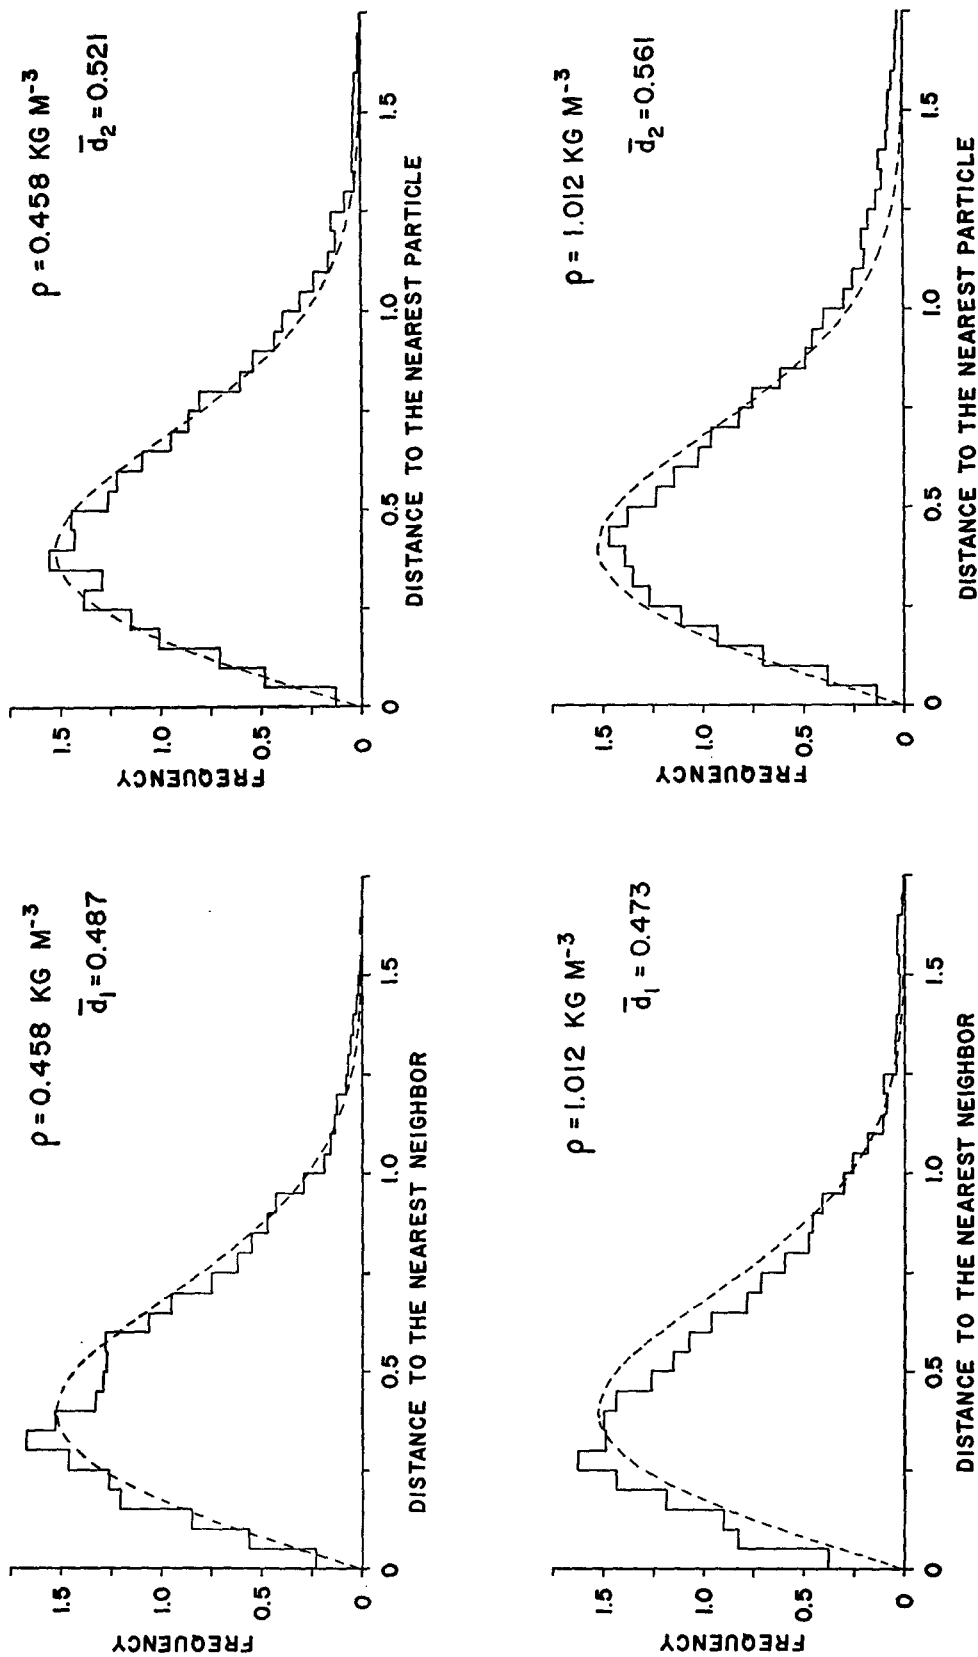 ρ = 0.458 KG M⁻³
d̄₁ = 0.487
FREQUENCY
1.5
1.0
0.5
0
0 0.5 1.0 1.5
DISTANCE TO THE NEAREST NEIGHBOR
ρ = 0.458 KG M⁻³
d̄₂ = 0.521
FREQUENCY
1.5
1.0
0.5
0
0 0.5 1.0 1.5
DISTANCE TO THE NEAREST PARTICLE
ρ = 1.012 KG M⁻³
d̄₁ = 0.473
FREQUENCY
1.5
1.0
0.5
0
0 0.5 1.0 1.5
DISTANCE TO THE NEAREST NEIGHBOR
ρ = 1.012 KG M⁻³
d̄₂ = 0.561
FREQUENCY
1.5
1.0
0.5
0
0 0.5 1.0 1.5
DISTANCE TO THE NEAREST PARTICLE